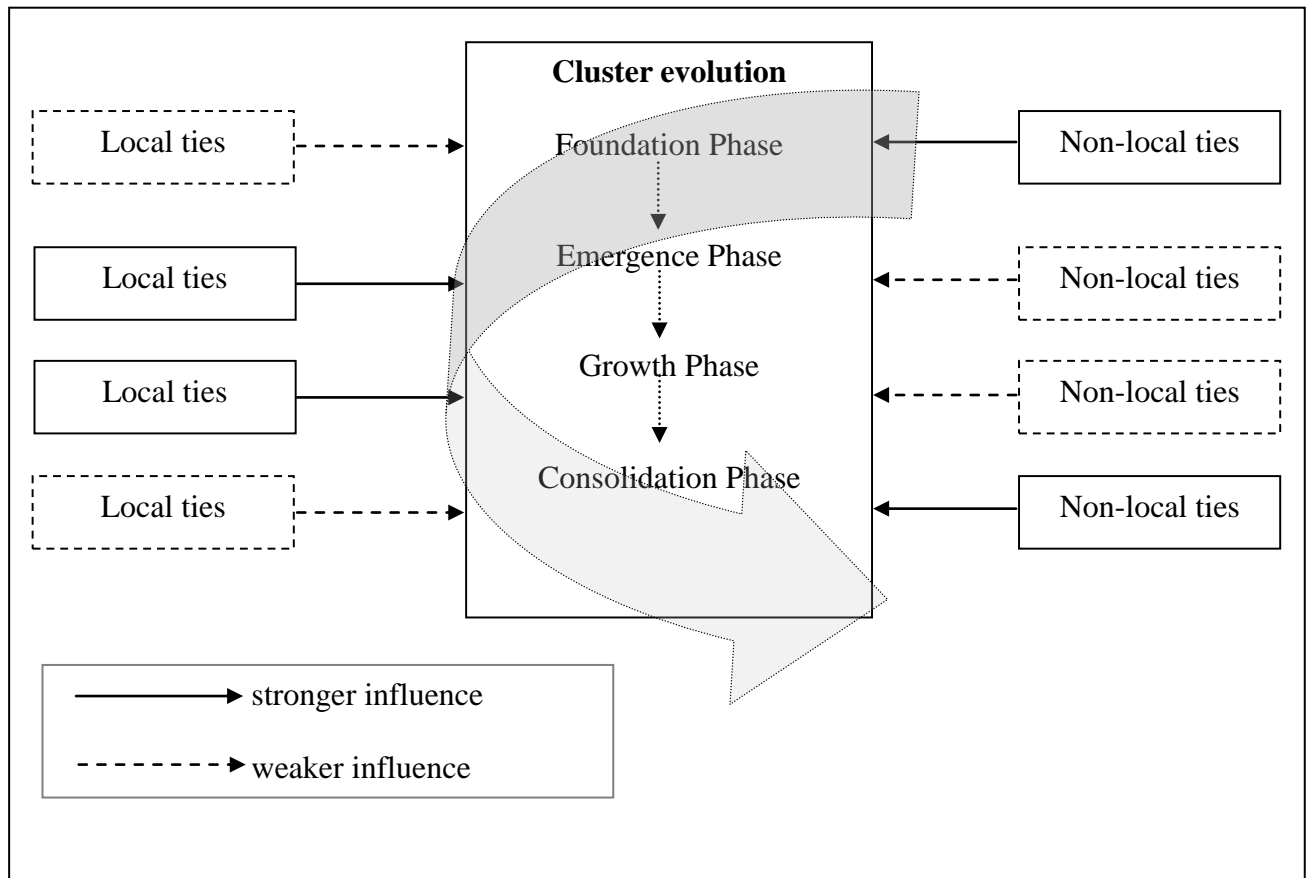 Cluster evolution
Local ties
Foundation Phase
Non-local ties
Local ties
Emergence Phase
Non-local ties
Local ties
Growth Phase
Non-local ties
Local ties
Consolidation Phase
Non-local ties
stronger influence
weaker influence